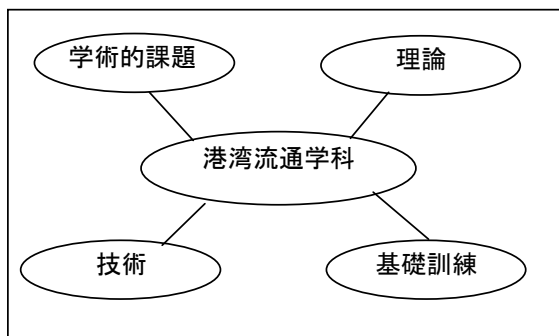 学術的課題
理論
港湾流通学科
技術
基礎訓練